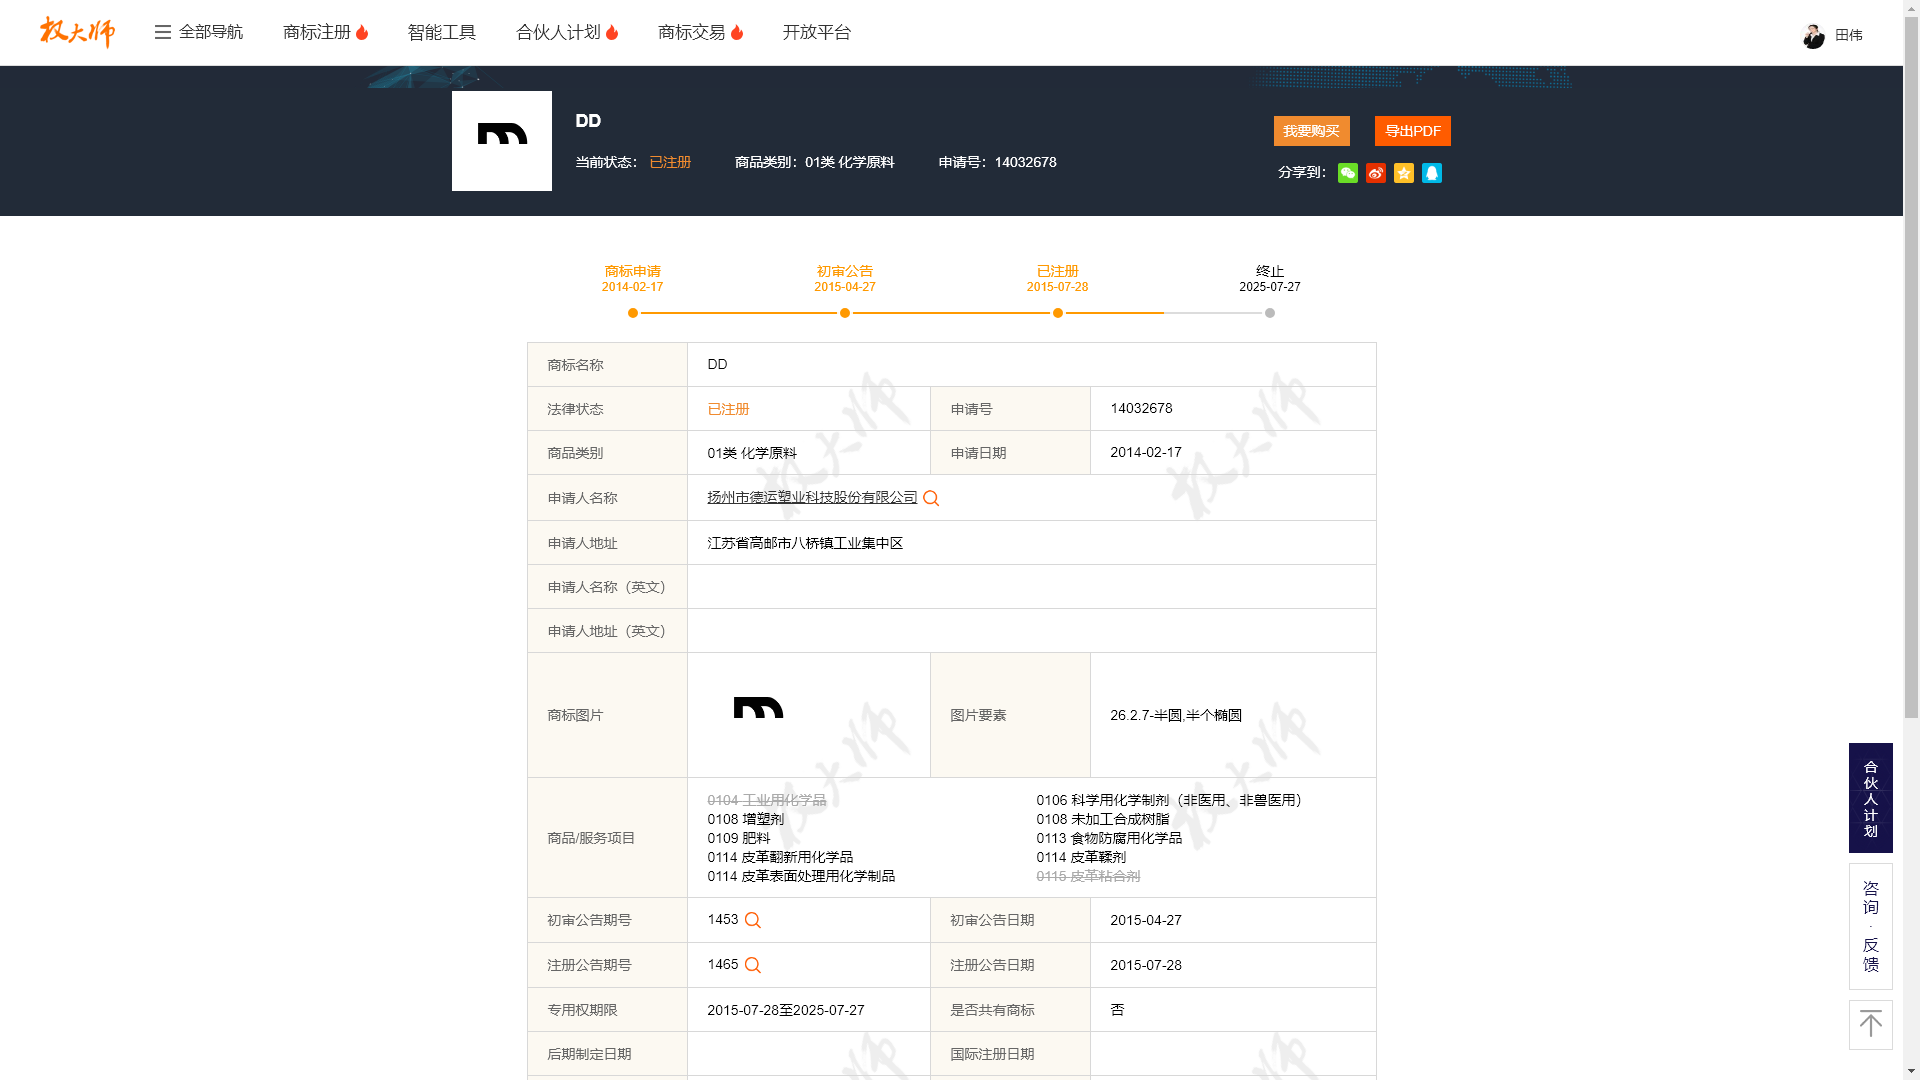 权大师
全部导航
商标注册
智能工具
合伙人计划
商标交易
开放平台
田伟
DD
当前状态： 已注册
商品类别：01类 化学原料
申请号：14032678
我要购买
导出PDF
分享到：
商标申请
2014-02-17
初审公告
2015-04-27
已注册
2015-07-28
终止
2025-07-27
商标名称
DD
法律状态
已注册
申请号
14032678
商品类别
01类 化学原料
申请日期
2014-02-17
申请人名称
扬州市德运塑业科技股份有限公司
申请人地址
江苏省高邮市八桥镇工业集中区
申请人名称（英文）
申请人地址（英文）
商标图片
图片要素
26.2.7-半圆,半个椭圆
商品/服务项目
0104 工业用化学品
0106 科学用化学制剂（非医用、非兽医用）
0108 增塑剂
0108 未加工合成树脂
0109 肥料
0113 食物防腐用化学品
0114 皮革翻新用化学品
0114 皮革鞣剂
0114 皮革表面处理用化学制品
0115 皮革粘合剂
初审公告期号
1453
初审公告日期
2015-04-27
注册公告期号
1465
注册公告日期
2015-07-28
专用权期限
2015-07-28至2025-07-27
是否共有商标
否
后期制定日期
国际注册日期
合伙人计划
咨询·反馈
权大师
权大师
权大师
权大师